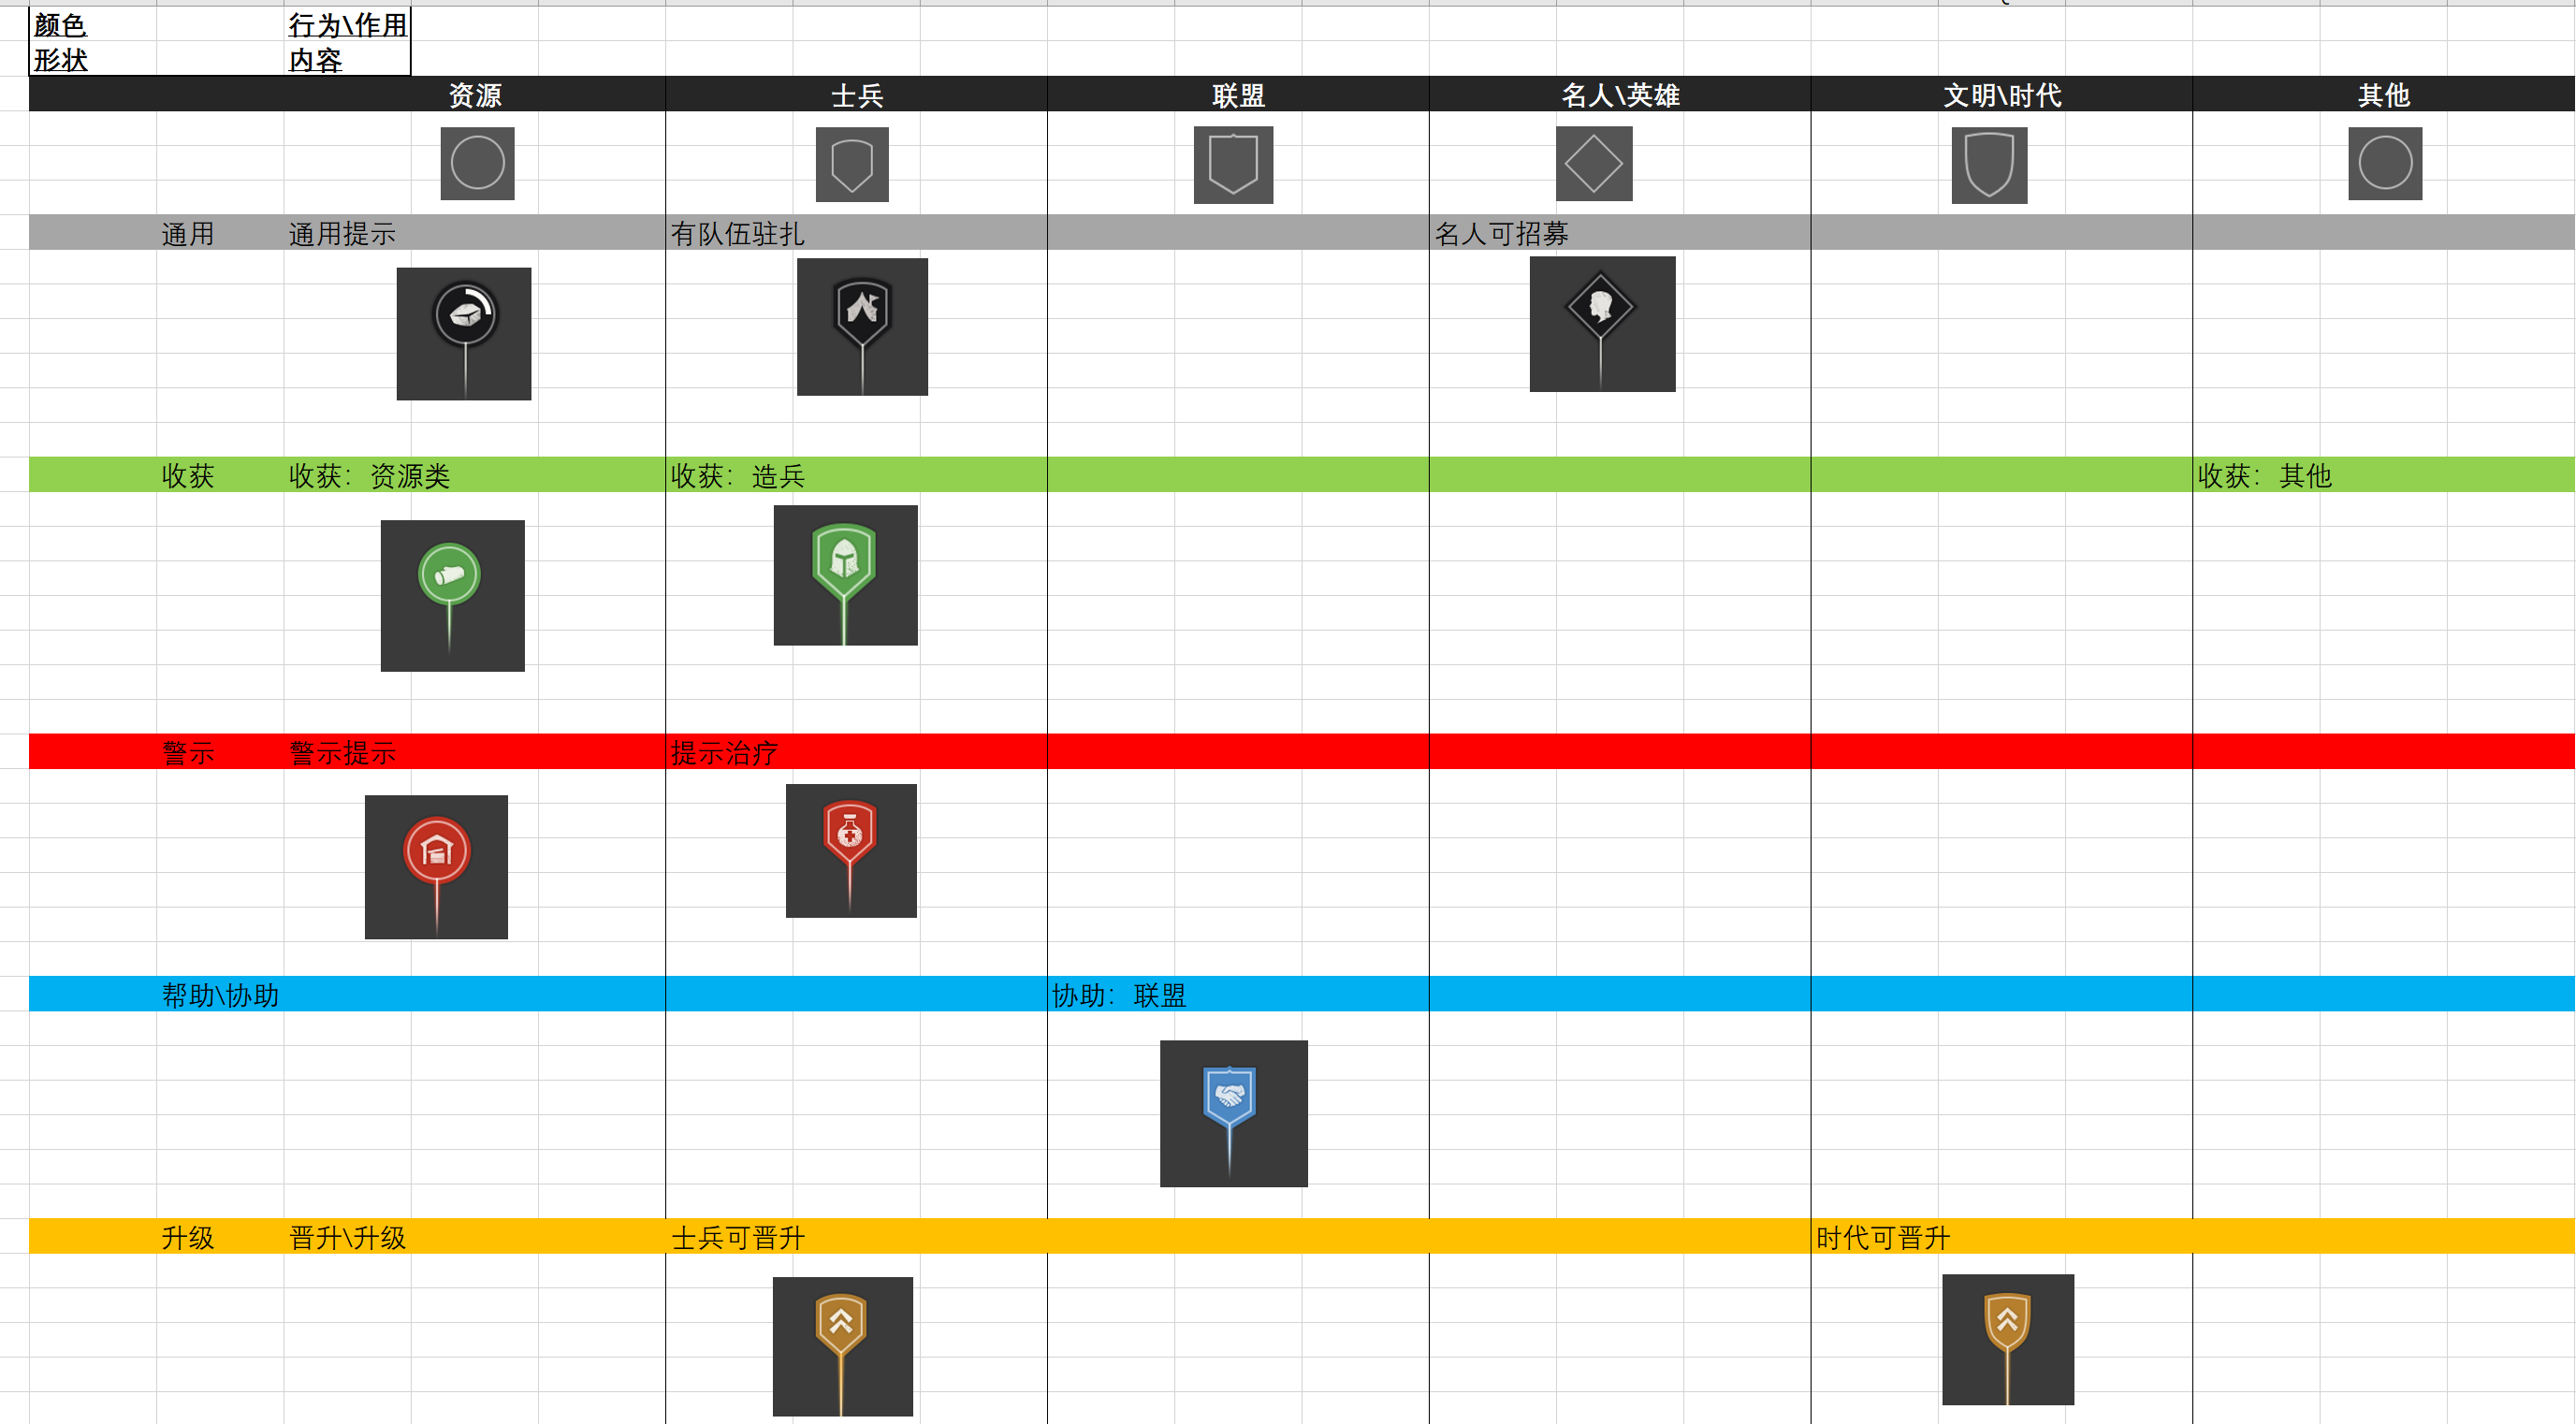 颜色 行为\作用
形状 内容
资源 士兵 联盟 名人\英雄 文明\时代 其他
通用 通用提示 有队伍驻扎 名人可招募
收获 收获：资源类 收获：造兵 收获：其他
警示 警示提示 提示治疗
帮助\协助 协助：联盟
升级 晋升\升级 士兵可晋升 时代可晋升